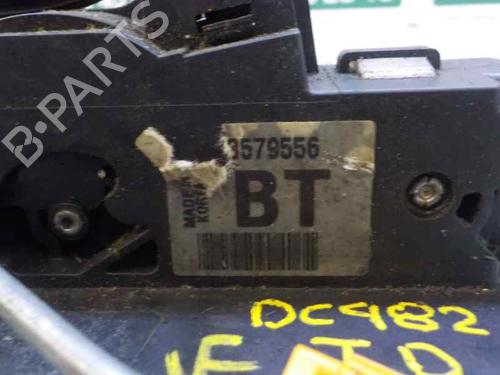 B-PARTS
3579556
MADE IN
KOREA
BT
DC482